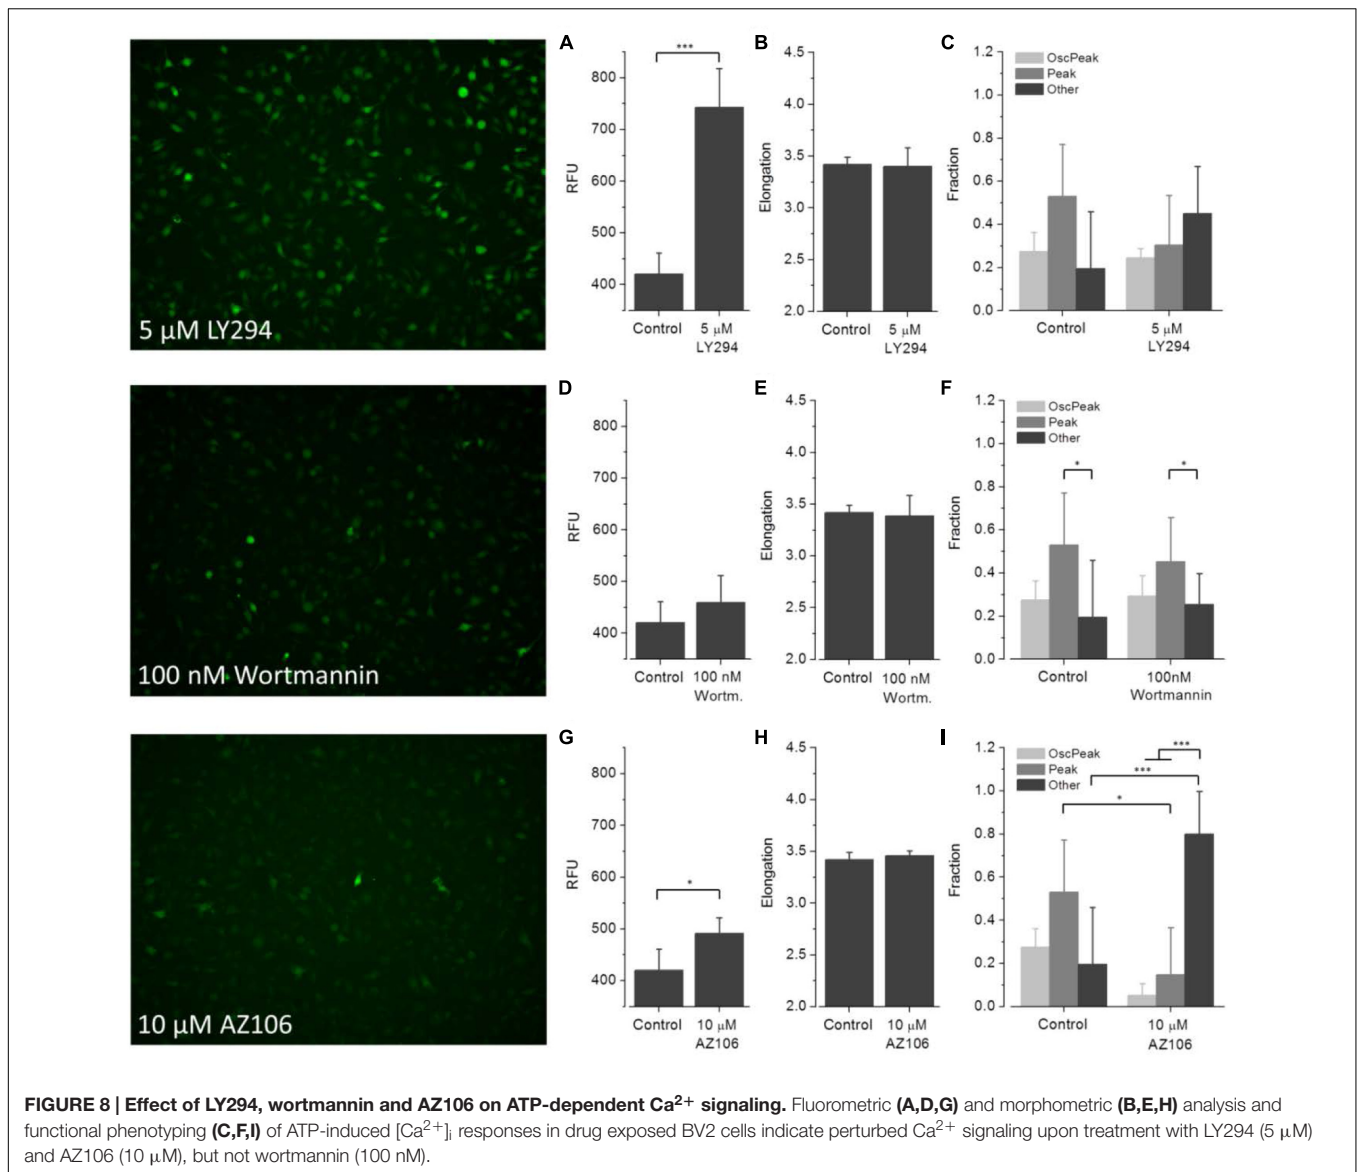 A
B
C
***
800
700
600
500
400
RFU
Control
5 μM
LY294
4.5
4.0
3.5
3.0
2.5
2.0
Elongation
Control
5 μM
LY294
1.2
1.0
0.8
0.6
0.4
0.2
0.0
Fraction
OscPeak
Peak
Other
Control
5 μM
LY294
5 μM LY294
D
E
F
800
700
600
500
400
RFU
Control
100 nM
Wortm.
4.5
4.0
3.5
3.0
2.5
2.0
Elongation
Control
100 nM
Wortm.
1.2
1.0
0.8
0.6
0.4
0.2
0.0
Fraction
OscPeak
Peak
Other
*
*
Control
100nM
Wortmannin
100 nM Wortmannin
G
H
I
800
700
600
500
400
RFU
*
Control
10 μM
AZ106
4.5
4.0
3.5
3.0
2.5
2.0
Elongation
Control
10 μM
AZ106
1.2
1.0
0.8
0.6
0.4
0.2
0.0
Fraction
OscPeak
Peak
Other
***
***
*
Control
10 μM
AZ106
10 μM AZ106
FIGURE 8 | Effect of LY294, wortmannin and AZ106 on ATP-dependent Ca²⁺ signaling. Fluorometric (A,D,G) and morphometric (B,E,H) analysis and
functional phenotyping (C,F,I) of ATP-induced [Ca²⁺]ᵢ responses in drug exposed BV2 cells indicate perturbed Ca²⁺ signaling upon treatment with LY294 (5 μM)
and AZ106 (10 μM), but not wortmannin (100 nM).